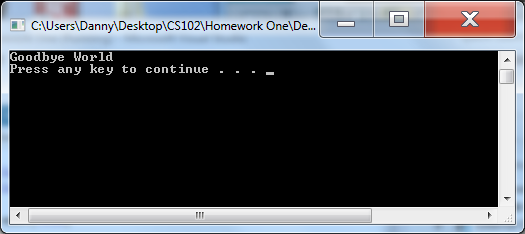 C:\Users\Danny\Desktop\CS102\Homework One\De...
Goodbye World
Press any key to continue . . .